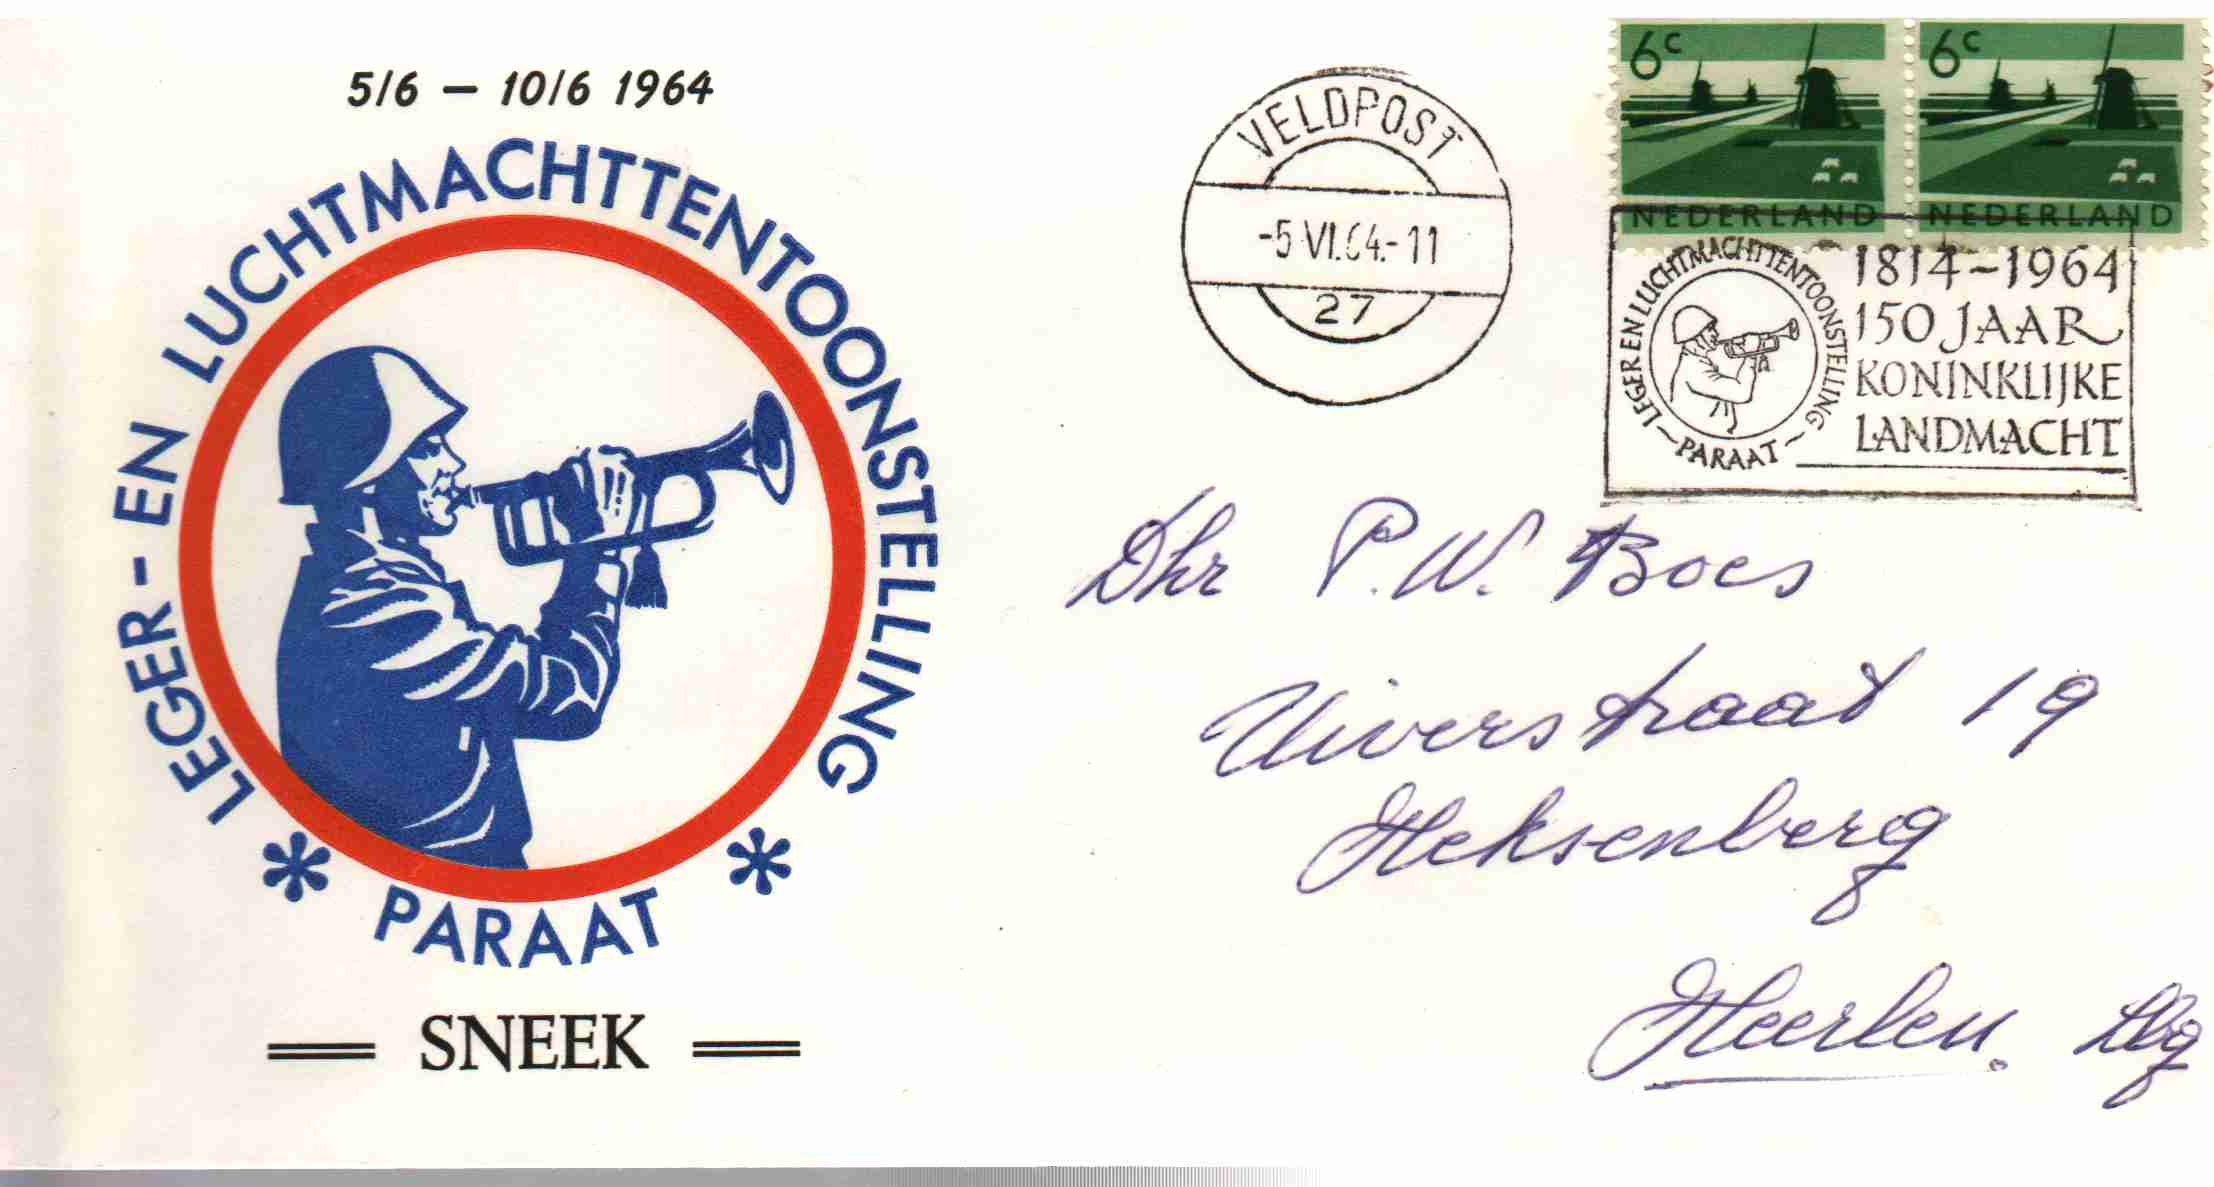 5/6 – 10/6 1964
LEGER- EN LUCHTMACHTTENTOONSTELLING
* PARAAT *
SNEEK
VELDPOST
-5.VI.64.-11
27
6c
NEDERLAND
6c
NEDERLAND
LEGER EN LUCHTMACHTTENTOONSTELLING
~ PARAAT ~
1814-1964
150 JAAR
KONINKLIJKE
LANDMACHT
Dhr P.W. Boes
Uiverstraat 19
Heksenberg
Heerlen. Lbg